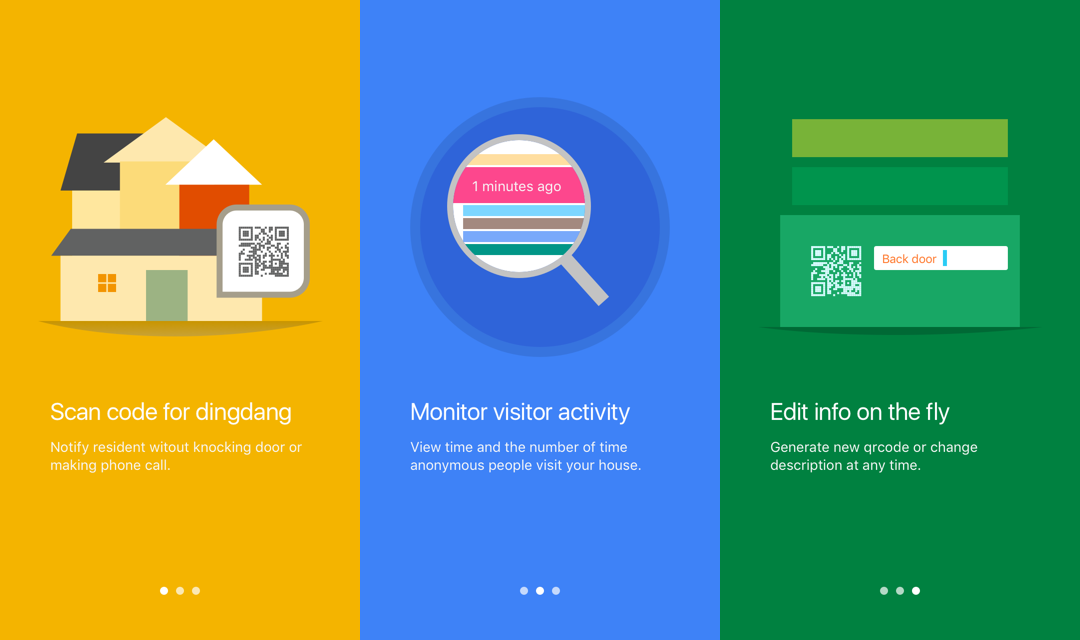 Scan code for dingdang
Notify resident witout knocking door or
making phone call.
1 minutes ago
Monitor visitor activity
View time and the number of time
anonymous people visit your house.
Back door
Edit info on the fly
Generate new qrcode or change
description at any time.